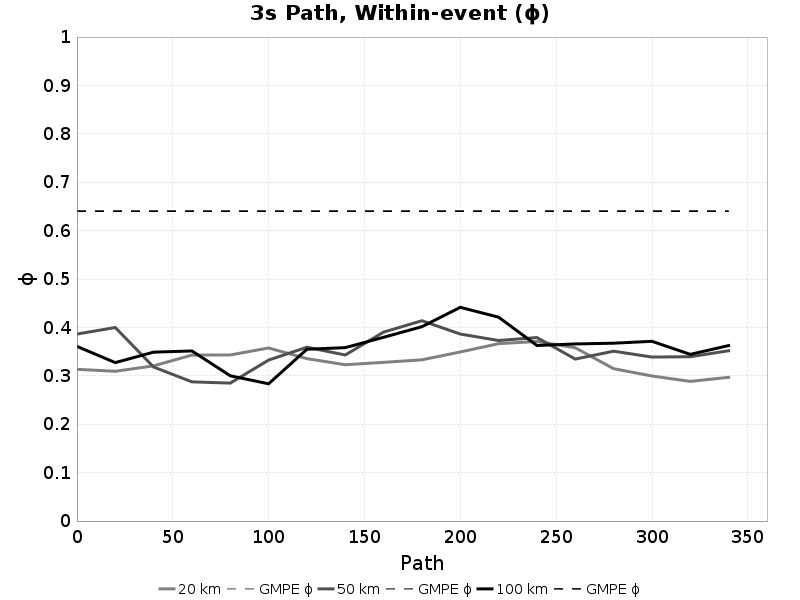 3s Path, Within-event (ϕ)
1
0.9
0.8
0.7
0.6
0.5
0.4
0.3
0.2
0.1
0
ϕ
0 50 100 150 200 250 300 350
Path
20 km GMPE ϕ 50 km GMPE ϕ 100 km GMPE ϕ